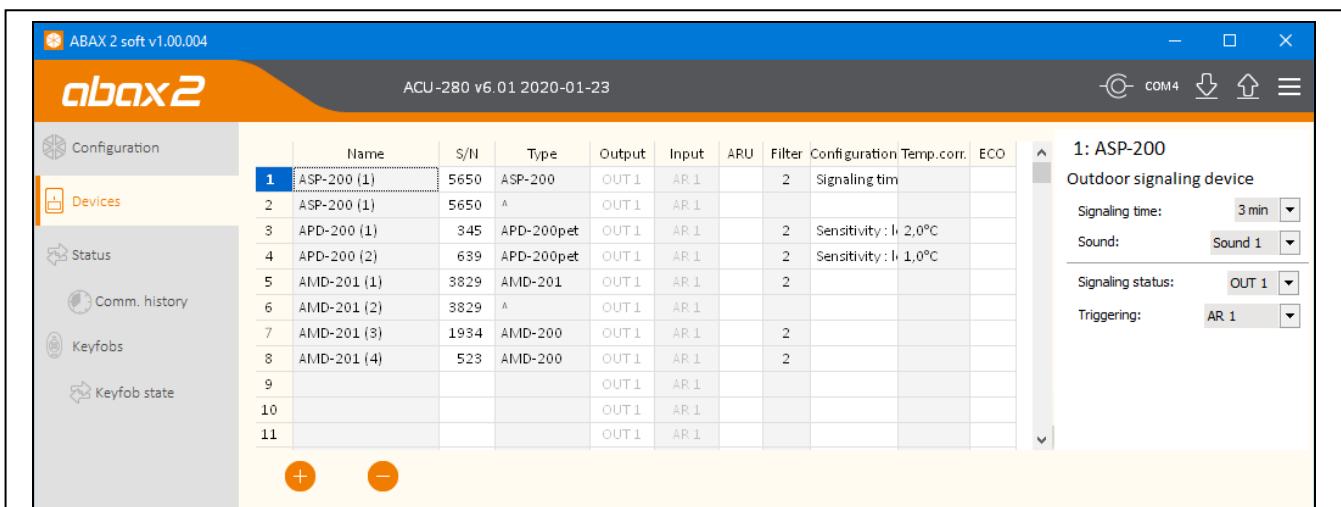 ABAX 2 soft v1.00.004
abax2 ACU-280 v6.01 2020-01-23 COM4
Configuration
Devices
Status
Comm. history
Keyfobs
Keyfob state
Name S/N Type Output Input ARU Filter Configuration Temp.corr. ECO
1 ASP-200 (1) 5650 ASP-200 OUT 1 AR 1 2 Signaling tim
2 ASP-200 (1) 5650 ^ OUT 1 AR 1
3 APD-200 (1) 345 APD-200pet OUT 1 AR 1 2 Sensitivity : l 2,0°C
4 APD-200 (2) 639 APD-200pet OUT 1 AR 1 2 Sensitivity : l 1,0°C
5 AMD-201 (1) 3829 AMD-201 OUT 1 AR 1 2
6 AMD-201 (2) 3829 ^ OUT 1 AR 1
7 AMD-201 (3) 1934 AMD-200 OUT 1 AR 1 2
8 AMD-201 (4) 523 AMD-200 OUT 1 AR 1 2
9 OUT 1 AR 1
10 OUT 1 AR 1
11 OUT 1 AR 1
1: ASP-200
Outdoor signaling device
Signaling time: 3 min
Sound: Sound 1
Signaling status: OUT 1
Triggering: AR 1